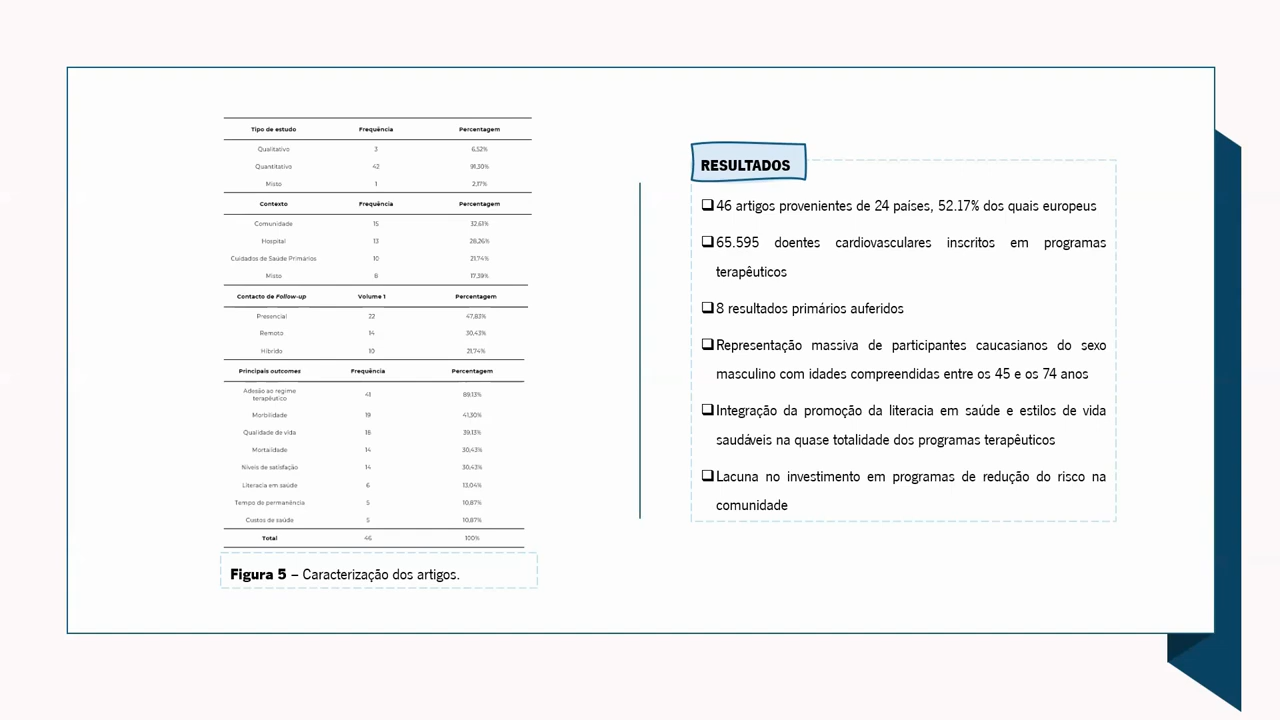 Tipo de estudo Frequência Percentagem
Qualitativo 3 6,52%
Quantitativo 42 91,30%
Misto 1 2,17%
Contexto Frequência Percentagem
Comunidade 15 32,61%
Hospital 13 28,26%
Cuidados de Saúde Primários 10 21,74%
Misto 8 17,39%
Contacto de Follow-up Volume 1 Percentagem
Presencial 22 47,83%
Remoto 14 30,43%
Híbrido 10 21,74%
Principais outcomes Frequência Percentagem
Adesão ao regime
terapêutico 41 89,13%
Morbilidade 19 41,30%
Qualidade de vida 18 39,13%
Mortalidade 14 30,43%
Níveis de satisfação 14 30,43%
Literacia em saúde 6 13,04%
Tempo de permanência 5 10,87%
Custos de saúde 5 10,87%
Total 46 100%
Figura 5 – Caracterização dos artigos.
RESULTADOS
❑46 artigos provenientes de 24 países, 52.17% dos quais europeus
❑65.595 doentes cardiovasculares inscritos em programas
terapêuticos
❑8 resultados primários auferidos
❑Representação massiva de participantes caucasianos do sexo
masculino com idades compreendidas entre os 45 e os 74 anos
❑Integração da promoção da literacia em saúde e estilos de vida
saudáveis na quase totalidade dos programas terapêuticos
❑Lacuna no investimento em programas de redução do risco na
comunidade